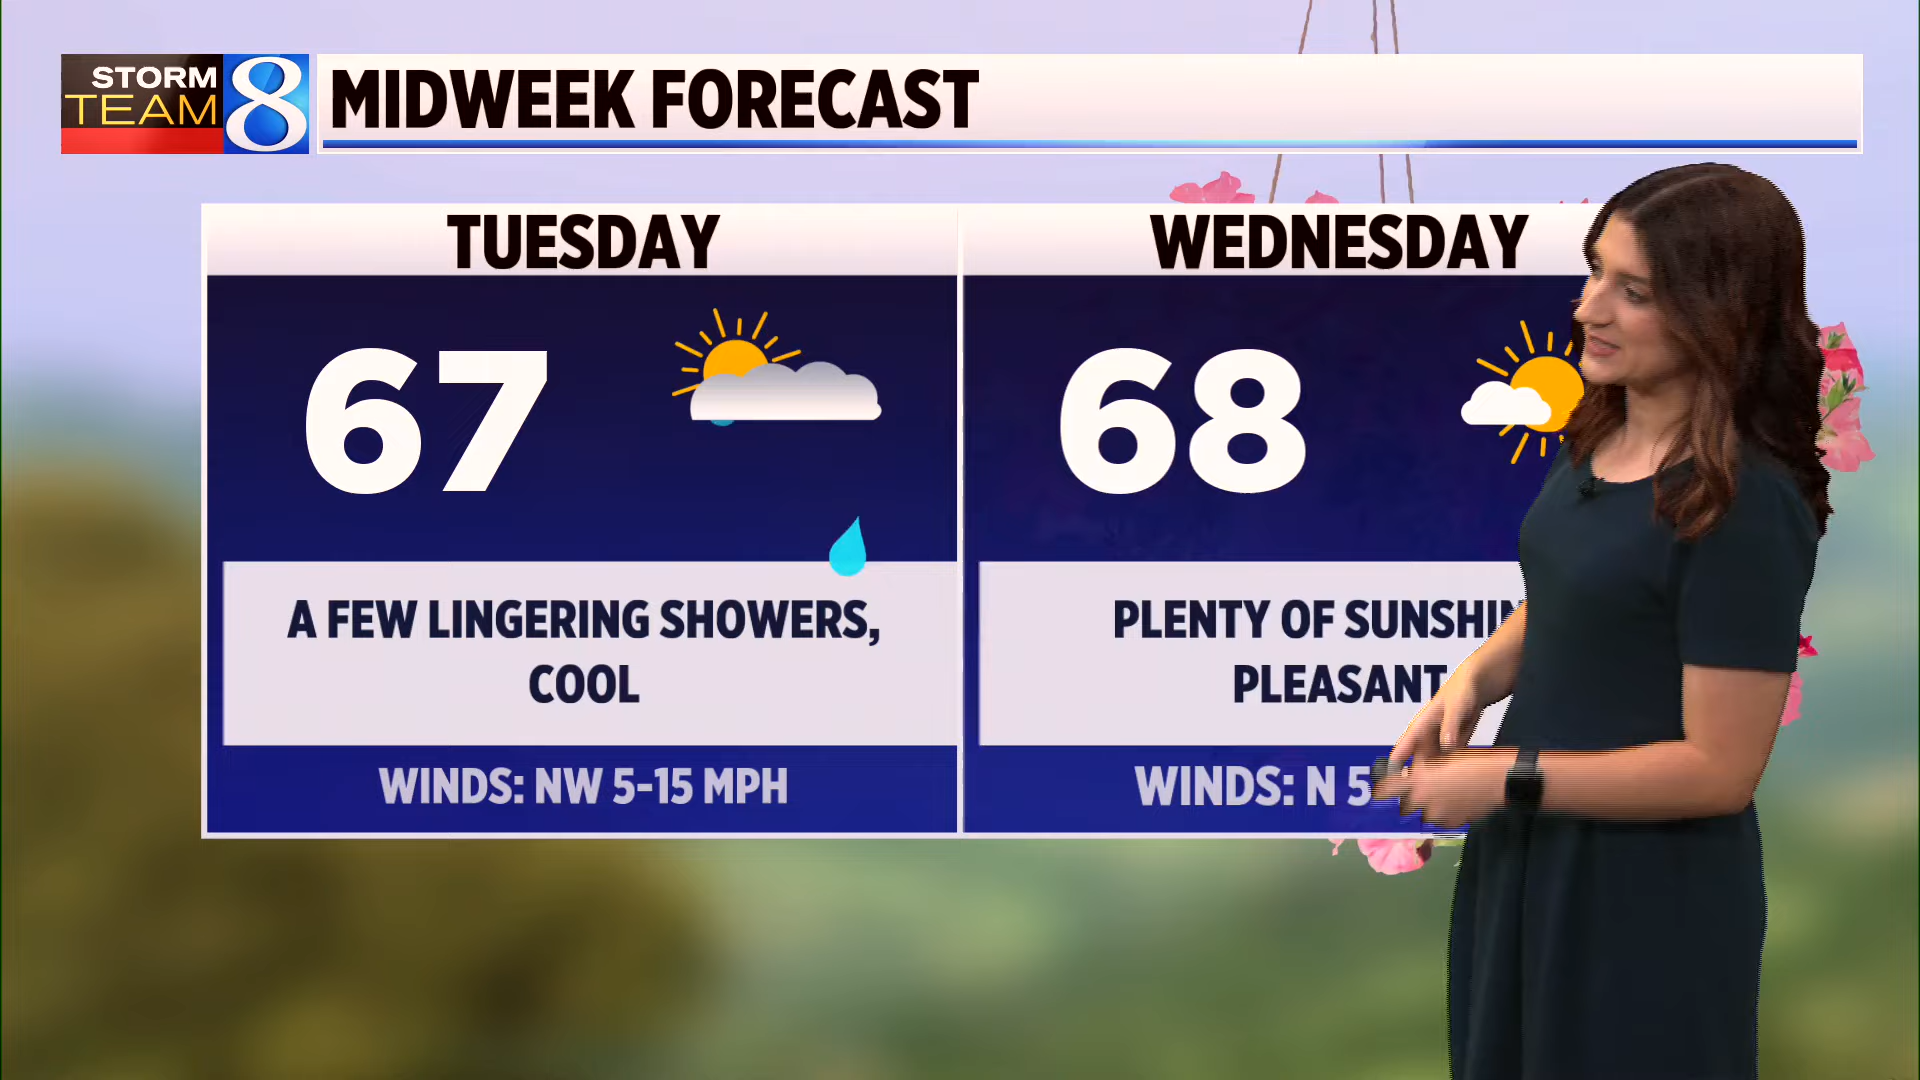 STORM
TEAM 8
MIDWEEK FORECAST
TUESDAY
67
A FEW LINGERING SHOWERS,
COOL
WINDS: NW 5-15 MPH
WEDNESDAY
68
PLENTY OF
PLEASANT
WINDS: N 5